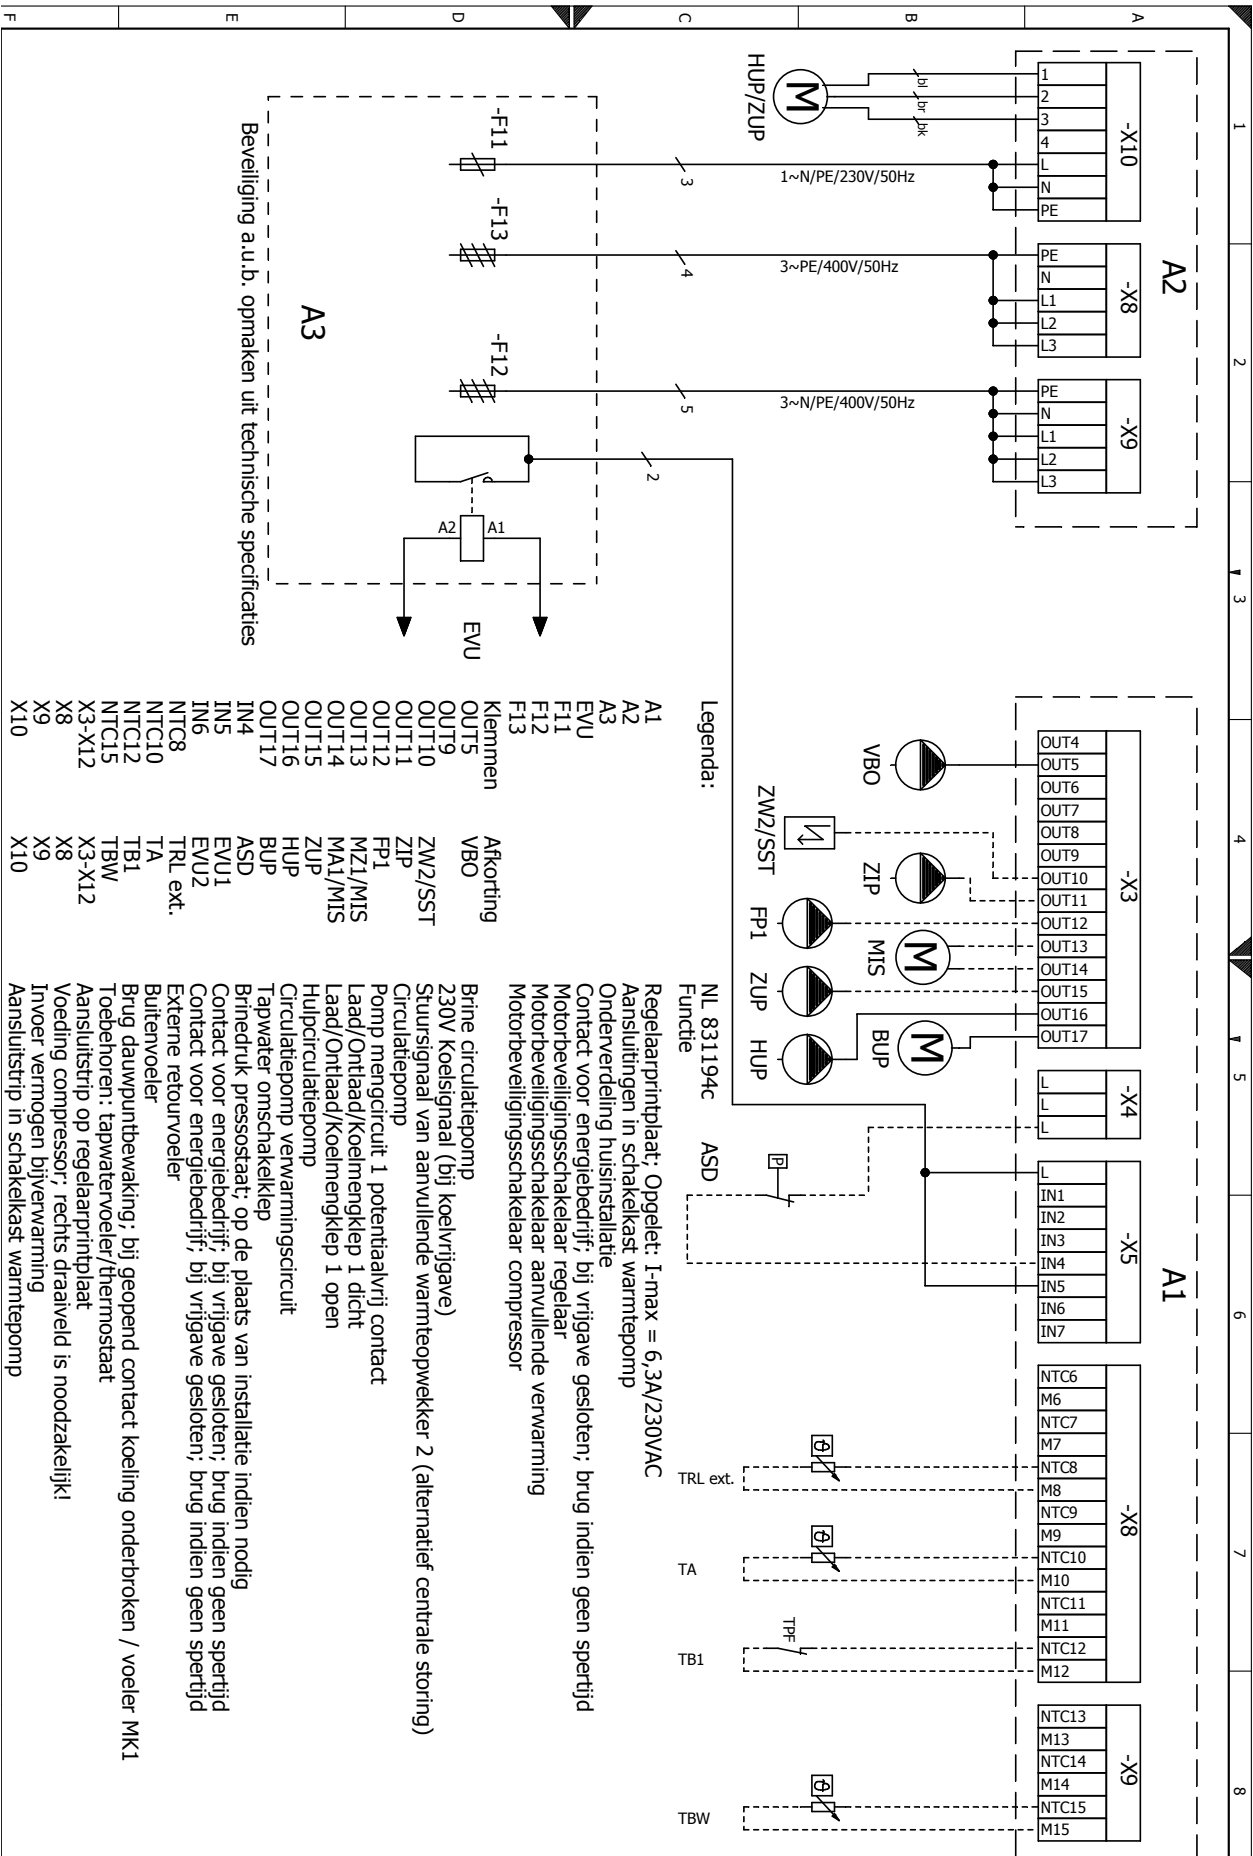 1
2
3
4
5
6
7
8
A
B
C
D
E
F
A2
-X10
1
2
3
4
L
N
PE
-X8
PE
N
L1
L2
L3
-X9
PE
N
L1
L2
L3
bl
br
bk
M
HUP/ZUP
1~N/PE/230V/50Hz
3
3~PE/400V/50Hz
4
3~N/PE/400V/50Hz
5
2
-F11
-F13
-F12
A3
A2
A1
EVU
Beveiliging a.u.b. opmaken uit technische specificaties
A1
-X3
OUT4
OUT5
OUT6
OUT7
OUT8
OUT9
OUT10
OUT11
OUT12
OUT13
OUT14
OUT15
OUT16
OUT17
-X4
L
L
L
-X5
L
IN1
IN2
IN3
IN4
IN5
IN6
IN7
-X8
NTC6
M6
NTC7
M7
NTC8
M8
NTC9
M9
NTC10
M10
NTC11
M11
NTC12
M12
-X9
NTC13
M13
NTC14
M14
NTC15
M15
VBO
ZW2/SST
ZIP
FP1
M
MIS
ZUP
HUP
M
BUP
P
ASD
ϑ
TRL ext.
ϑ
TA
TPF
TB1
ϑ
TBW
Legenda:
NL 831194c
Functie
A1 Regelaarprintplaat; Opgelet: I-max = 6,3A/230VAC
A2 Aansluitingen in schakelkast warmtepomp
A3 Onderverdeling huisinstallatie
EVU Contact voor energiebedrijf; bij vrijgave gesloten; brug indien geen spertijd
F11 Motorbeveiligingsschakelaar regelaar
F12 Motorbeveiligingsschakelaar aanvullende verwarming
F13 Motorbeveiligingsschakelaar compressor
Klemmen Afkorting
OUT5 VBO Brine circulatiepomp
OUT9 230V Koelsignaal (bij koelvrijgave)
OUT10 ZW2/SST Stuursignaal van aanvullende warmteopwekker 2 (alternatief centrale storing)
OUT11 ZIP Circulatiepomp
OUT12 FP1 Pomp mengcircuit 1 potentiaalvrij contact
OUT13 MZ1/MIS Laad/Ontlaad/Koelmengklep 1 dicht
OUT14 MA1/MIS Laad/Ontlaad/Koelmengklep 1 open
OUT15 ZUP Hulpcirculatiepomp
OUT16 HUP Circulatiepomp verwarmingscircuit
OUT17 BUP Tapwater omschakelklep
IN4 ASD Brinedruk pressostaat; op de plaats van installatie indien nodig
IN5 EVU1 Contact voor energiebedrijf; bij vrijgave gesloten; brug indien geen spertijd
IN6 EVU2 Contact voor energiebedrijf; bij vrijgave gesloten; brug indien geen spertijd
NTC8 TRL ext. Externe retourvoeler
NTC10 TA Buitenvoeler
NTC12 TB1 Brug dauwpuntbewaking; bij geopend contact koeling onderbroken / voeler MK1
NTC15 TBW Toebehoren: tapwatervoeler/thermostaat
X3-X12 X3-X12 Aansluitstrip op regelaarprintplaat
X8 X8 Voeding compressor; rechts draaiveld is noodzakelijk!
X9 X9 Invoer vermogen bijverwarming
X10 X10 Aansluitstrip in schakelkast warmtepomp